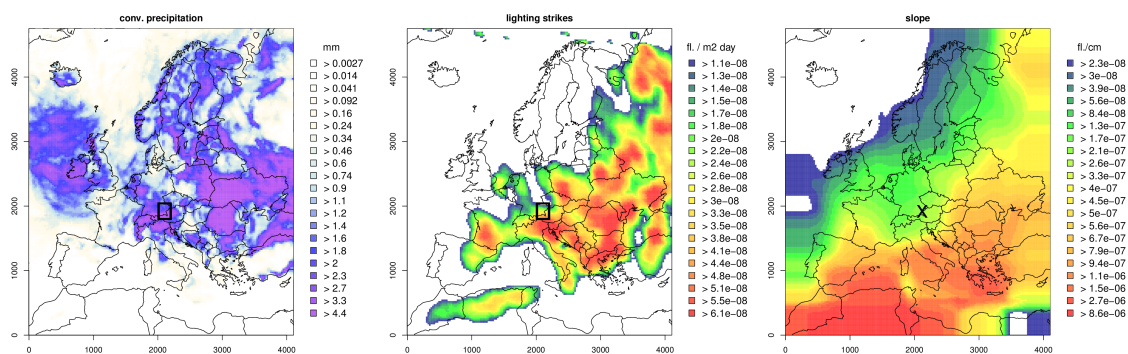 conv. precipitation
mm
> 0.0027
> 0.014
> 0.041
> 0.092
> 0.16
> 0.24
> 0.34
> 0.46
> 0.6
> 0.74
> 0.9
> 1.1
> 1.2
> 1.4
> 1.6
> 1.8
> 2
> 2.3
> 2.7
> 3.3
> 4.4
0 1000 2000 3000 4000
0 1000 2000 3000 4000
lighting strikes
fl. / m2 day
> 1.1e-08
> 1.3e-08
> 1.4e-08
> 1.5e-08
> 1.7e-08
> 1.8e-08
> 2e-08
> 2.2e-08
> 2.4e-08
> 2.6e-08
> 2.8e-08
> 3e-08
> 3.3e-08
> 3.5e-08
> 3.8e-08
> 4.1e-08
> 4.4e-08
> 4.8e-08
> 5.1e-08
> 5.5e-08
> 6.1e-08
0 1000 2000 3000 4000
0 1000 2000 3000 4000
slope
fl./cm
> 2.3e-08
> 3e-08
> 3.9e-08
> 5.6e-08
> 8.4e-08
> 1.3e-07
> 1.7e-07
> 2.1e-07
> 2.6e-07
> 3.3e-07
> 4e-07
> 4.5e-07
> 5e-07
> 5.6e-07
> 6.7e-07
> 7.9e-07
> 9.4e-07
> 1.1e-06
> 1.5e-06
> 2.7e-06
> 8.6e-06
X
0 1000 2000 3000 4000
0 1000 2000 3000 4000